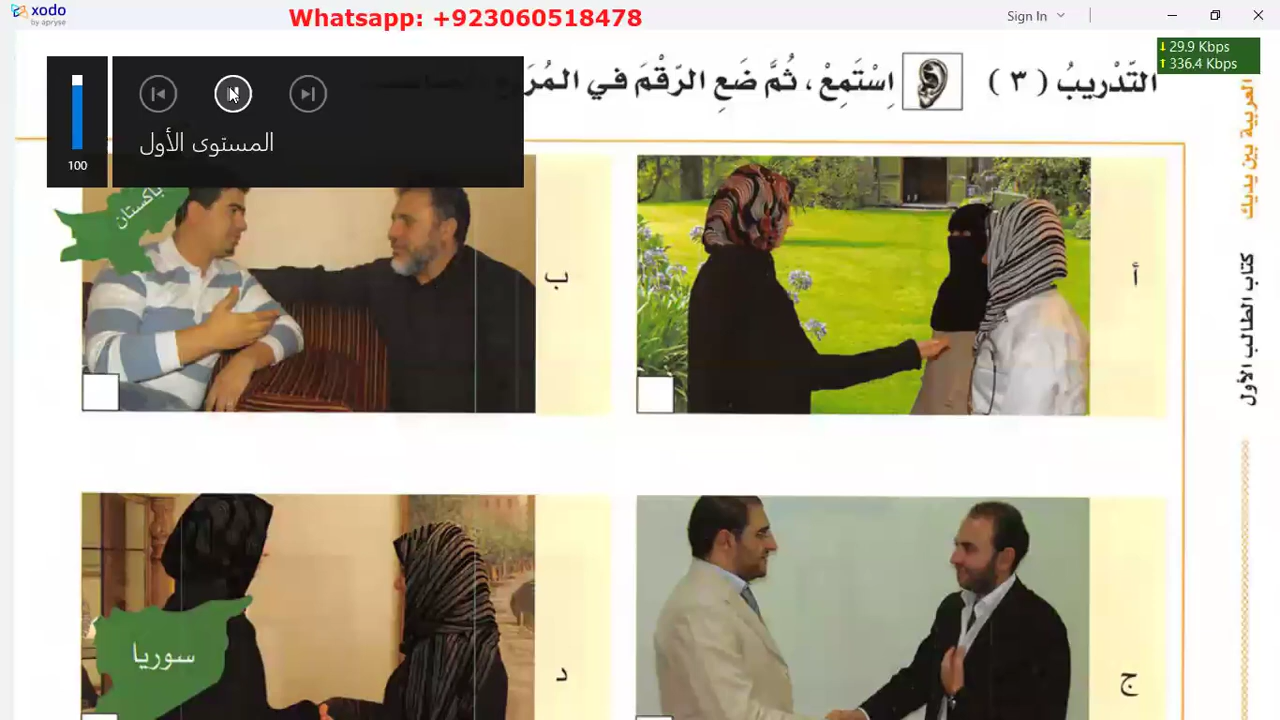 xodo
by apryse
Whatsapp: +923060518478
Sign In
29.9 Kbps
336.4 Kbps
التّدْرِيبُ ( ٣ ) اِسْتَمِعْ ، ثُمَّ ضَعِ الرّقْمَ في المُرَبَّعِ
المستوى الأول
100
العربية بين يديك
كتاب الطالب الأول
أ
ب
باكستان
ج
د
سوريا